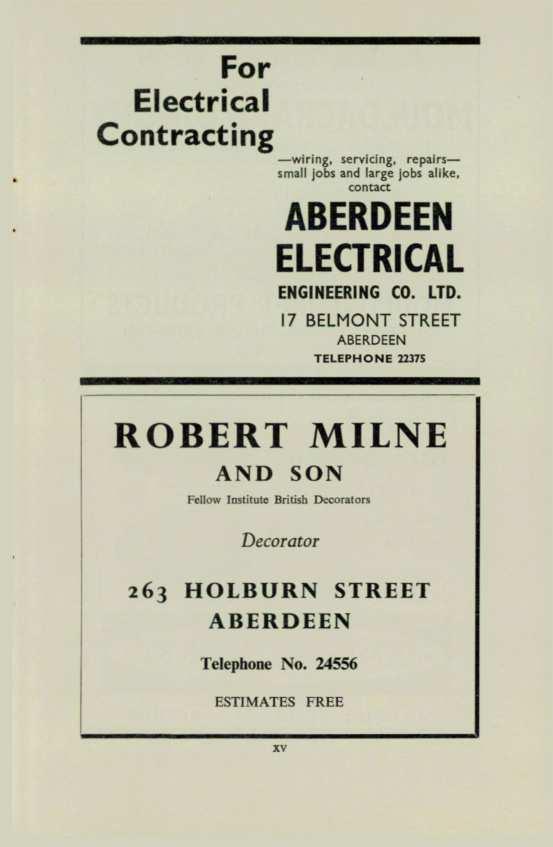 For
Electrical
Contracting
—wiring, servicing, repairs—
small jobs and large jobs alike,
contact
ABERDEEN
ELECTRICAL
ENGINEERING CO. LTD.
17 BELMONT STREET
ABERDEEN
TELEPHONE 22375
ROBERT MILNE
AND SON
Fellow Institute British Decorators
Decorator
263 HOLBURN STREET
ABERDEEN
Telephone No. 24556
ESTIMATES FREE
XV